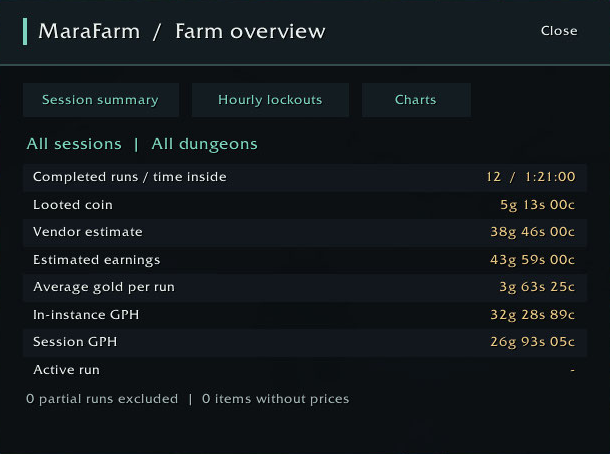 MaraFarm / Farm overview Close
Session summary Hourly lockouts Charts
All sessions | All dungeons
Completed runs / time inside 12 / 1:21:00
Looted coin 5g 13s 00c
Vendor estimate 38g 46s 00c
Estimated earnings 43g 59s 00c
Average gold per run 3g 63s 25c
In-instance GPH 32g 28s 89c
Session GPH 26g 93s 05c
Active run -
0 partial runs excluded | 0 items without prices